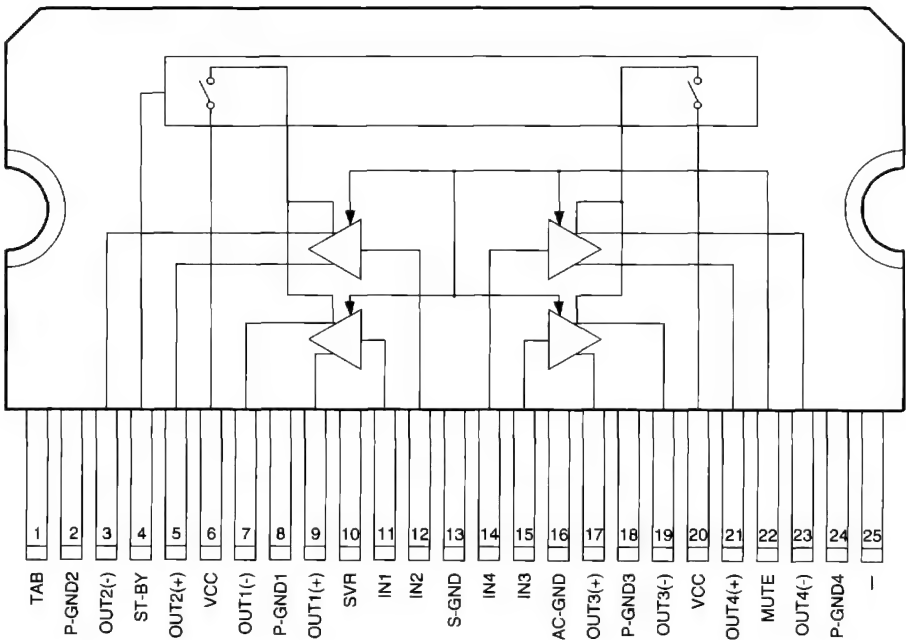 1 2 3 4 5 6 7 8 9 10 11 12 13 14 15 16 17 18 19 20 21 22 23 24 25
TAB
P-GND2
OUT2(-)
ST-BY
OUT2(+)
VCC
OUT1(-)
P-GND1
OUT1(+)
SVR
IN1
IN2
S-GND
IN4
IN3
AC-GND
OUT3(+)
P-GND3
OUT3(-)
VCC
OUT4(+)
MUTE
OUT4(-)
P-GND4
–